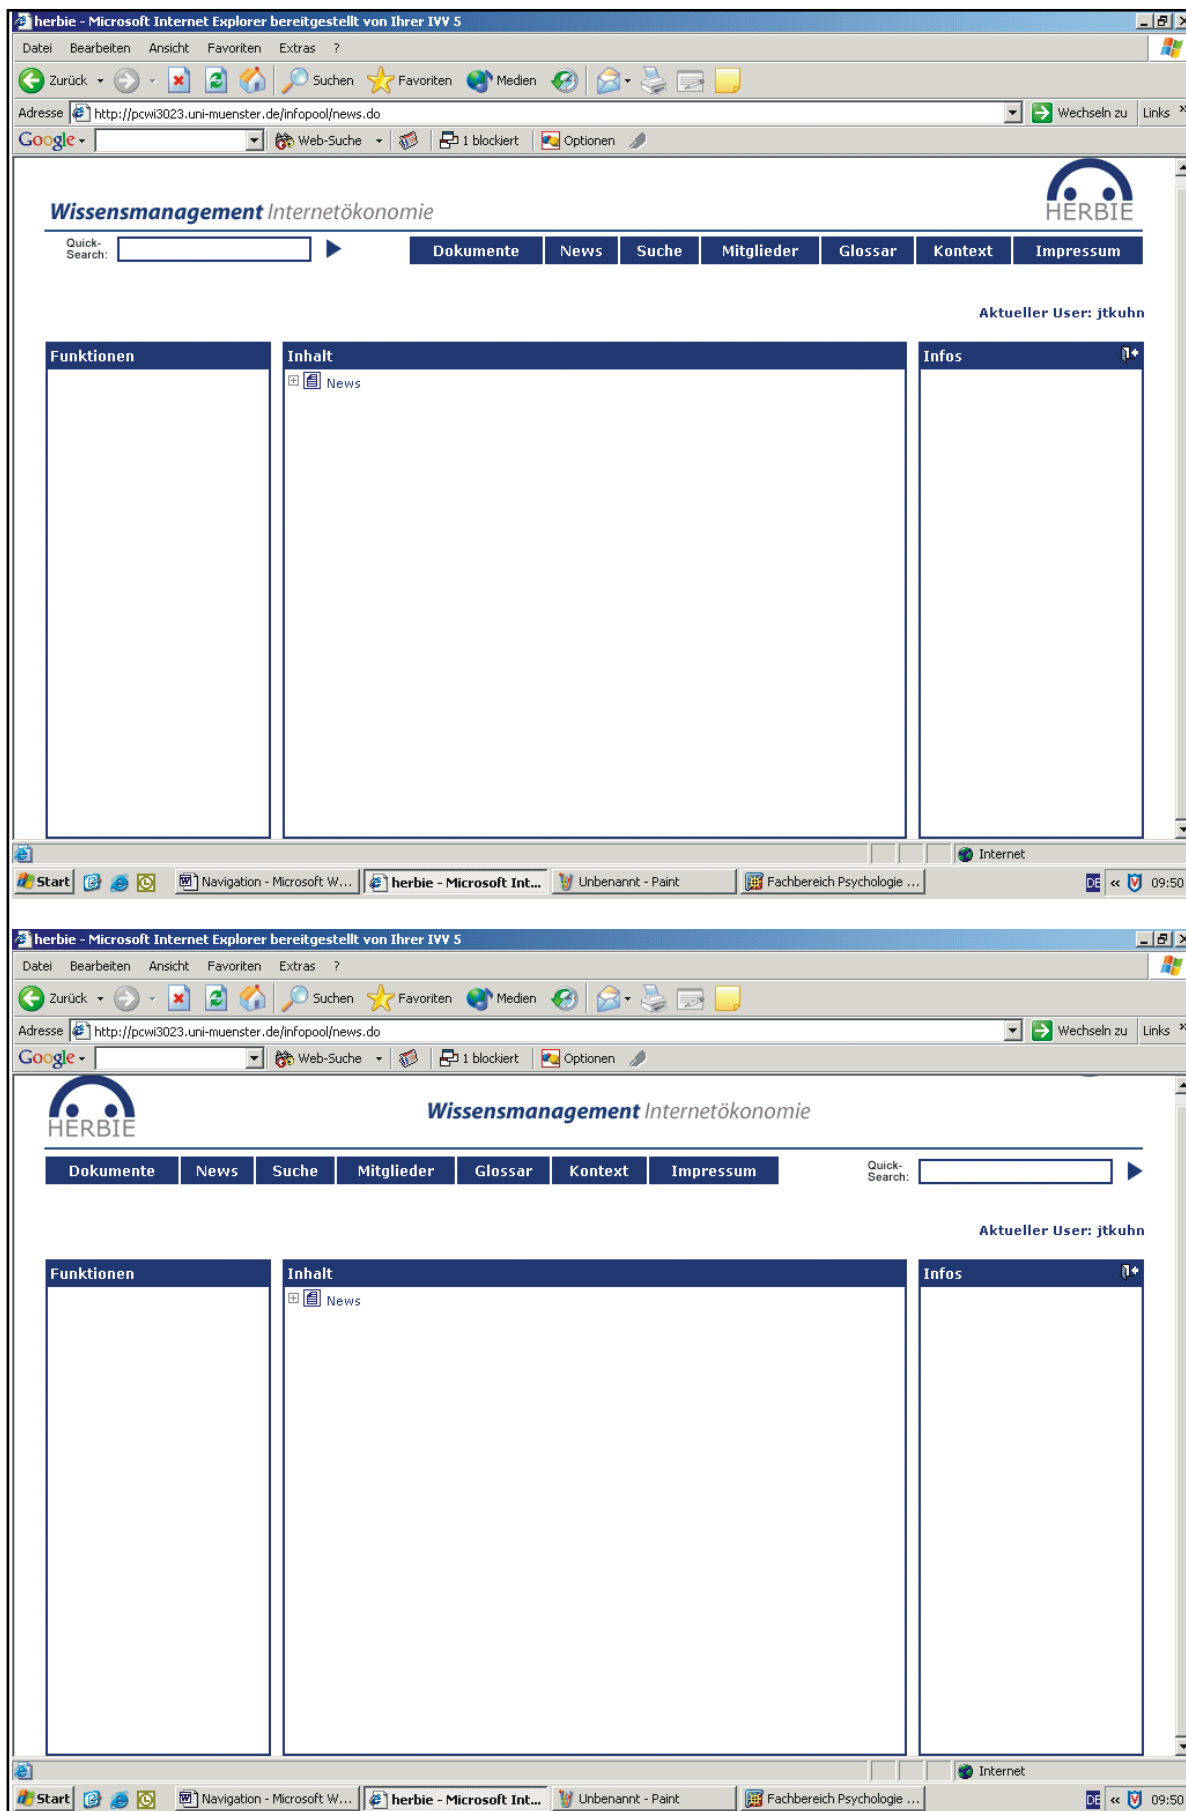 herbie - Microsoft Internet Explorer bereitgestellt von Ihrer IVV 5
Datei Bearbeiten Ansicht Favoriten Extras ?
Zurück Suchen Favoriten Medien
Adresse http://pcwi3023.uni-muenster.de/infopool/news.do Wechseln zu Links »
Google Web-Suche 1 blockiert Optionen
HERBIE
Wissensmanagement Internetökonomie
Quick-Search: Dokumente News Suche Mitglieder Glossar Kontext Impressum
Aktueller User: jtkuhn
Funktionen Inhalt Infos
News
Internet
Start Navigation - Microsoft W... herbie - Microsoft Int... Unbenannt - Paint Fachbereich Psychologie ... DE « 09:50
herbie - Microsoft Internet Explorer bereitgestellt von Ihrer IVV 5
Datei Bearbeiten Ansicht Favoriten Extras ?
Zurück Suchen Favoriten Medien
Adresse http://pcwi3023.uni-muenster.de/infopool/news.do Wechseln zu Links »
Google Web-Suche 1 blockiert Optionen
HERBIE Wissensmanagement Internetökonomie
Dokumente News Suche Mitglieder Glossar Kontext Impressum Quick-Search:
Aktueller User: jtkuhn
Funktionen Inhalt Infos
News
Internet
Start Navigation - Microsoft W... herbie - Microsoft Int... Unbenannt - Paint Fachbereich Psychologie ... DE « 09:50